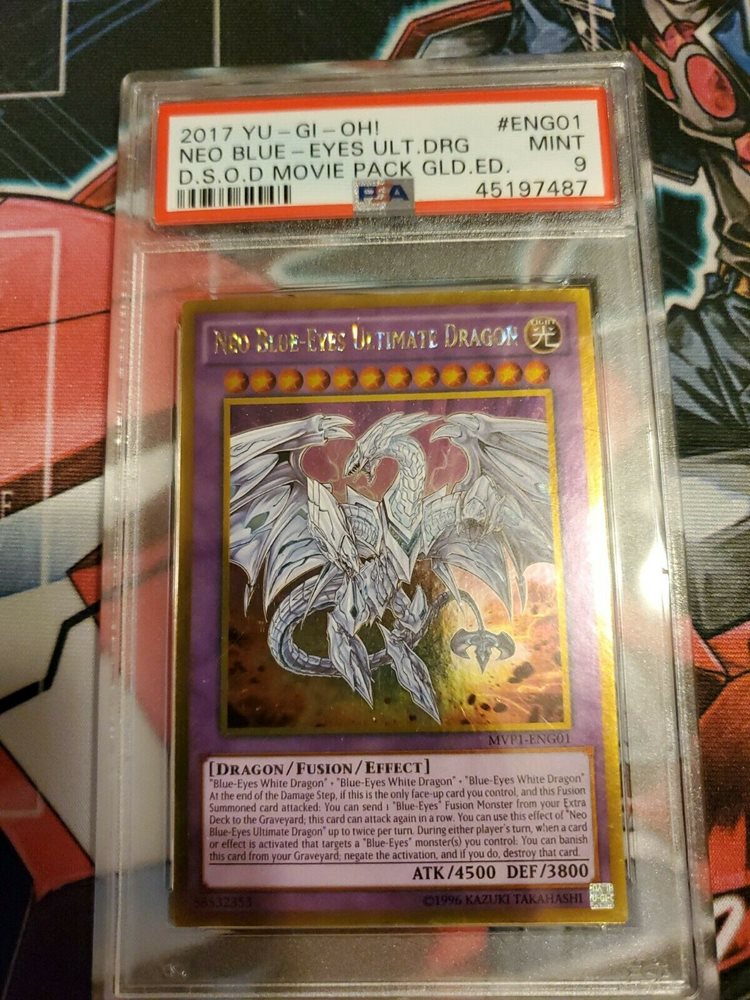 2017 YU-GI-OH! #ENG01
NEO BLUE-EYES ULT.DRG MINT
D.S.O.D MOVIE PACK GLD.ED. 9
PSA 45197487
NEO BLUE-EYES ULTIMATE DRAGON
LIGHT
光
MVP1-ENG01
[DRAGON/FUSION/EFFECT]
"Blue-Eyes White Dragon" + "Blue-Eyes White Dragon" + "Blue-Eyes White Dragon"
At the end of the Damage Step, if this is the only face-up card you control, and this Fusion
Summoned card attacked: You can send 1 "Blue-Eyes" Fusion Monster from your Extra
Deck to the Graveyard; this card can attack again in a row. You can use this effect of "Neo
Blue-Eyes Ultimate Dragon" up to twice per turn. During either player's turn, when a card
or effect is activated that targets a "Blue-Eyes" monster(s) you control: You can banish
this card from your Graveyard; negate the activation, and if you do, destroy that card.
ATK/4500 DEF/3800
56532353 ©1996 KAZUKI TAKAHASHI